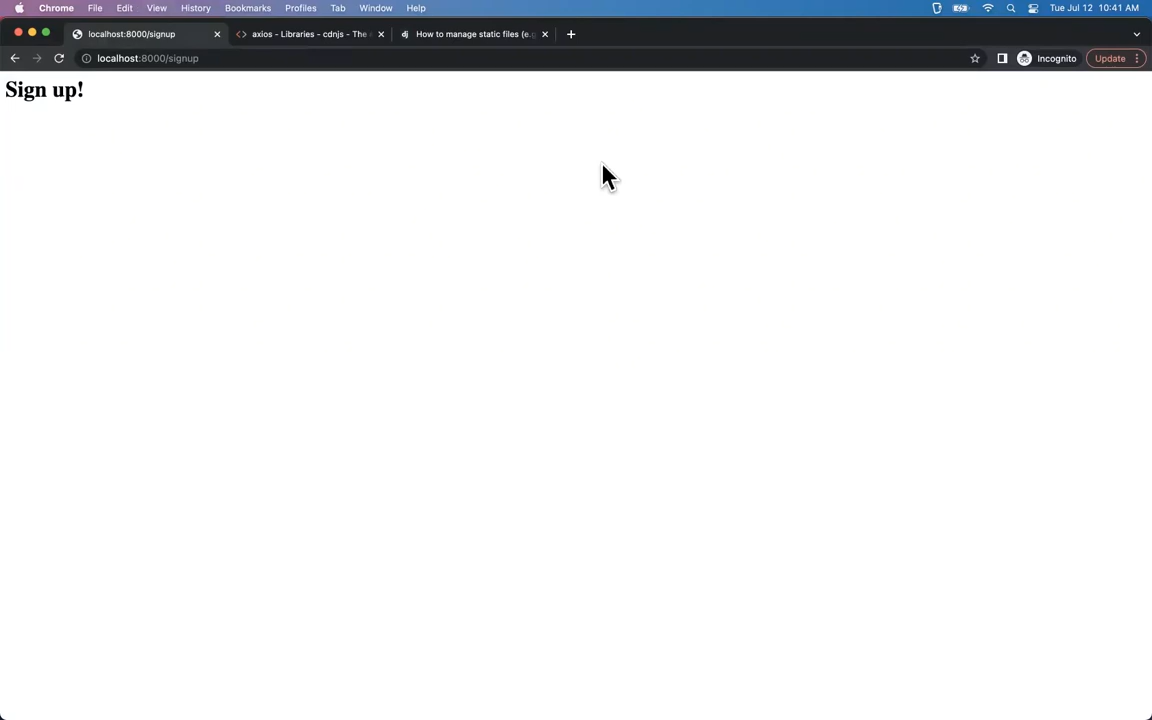 Chrome File Edit View History Bookmarks Profiles Tab Window Help Tue Jul 12 10:41 AM
localhost:8000/signup axios - Libraries - cdnjs - The How to manage static files (e.g
localhost:8000/signup Incognito Update
Sign up!